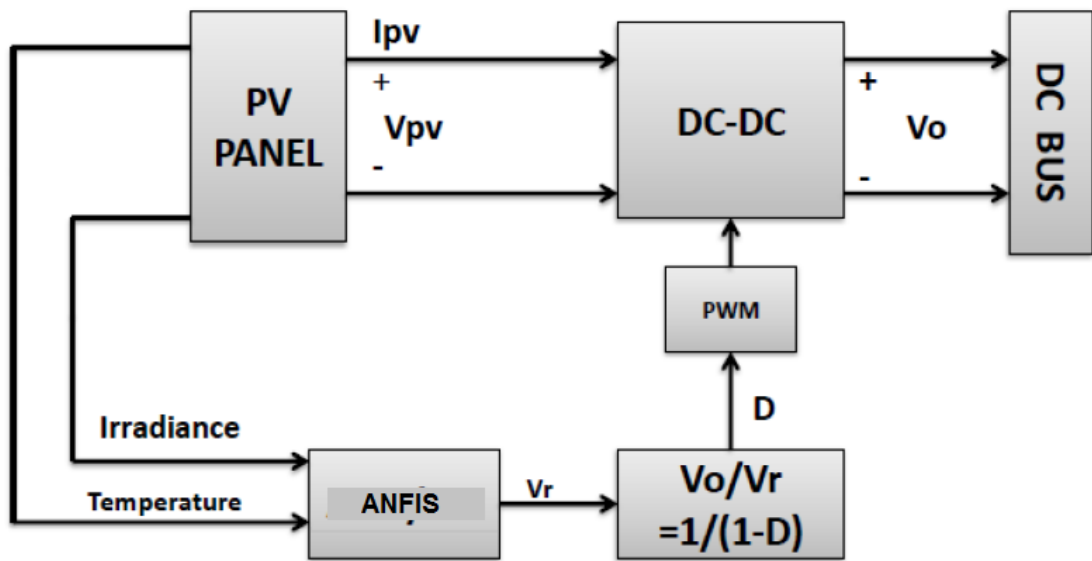 PV
PANEL
Ipv
+
Vpv
-
DC-DC
+
Vo
-
DC BUS
PWM
D
Irradiance
Temperature
ANFIS
Vr
Vo/Vr
=1/(1-D)